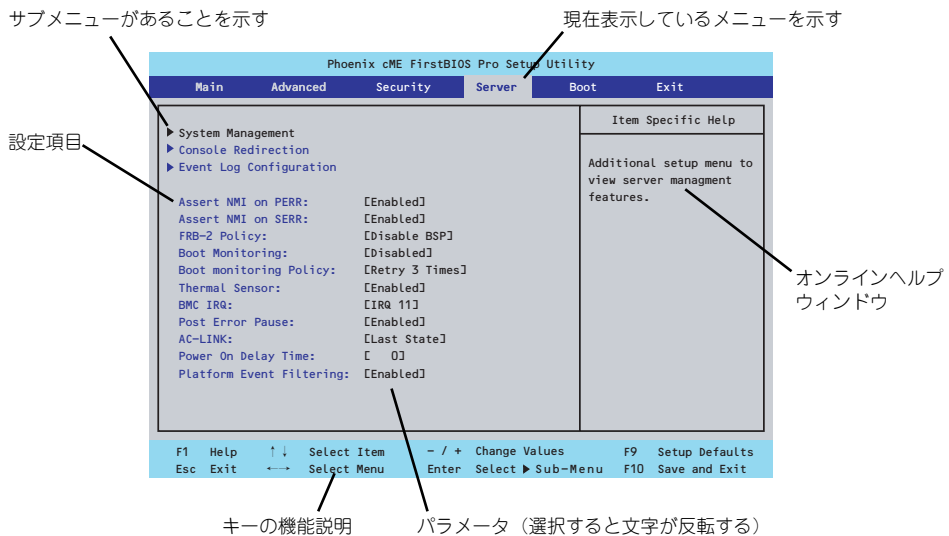 サブメニューがあることを示す
現在表示しているメニューを示す
Phoenix cME FirstBIOS Pro Setup Utility
Main Advanced Security Server Boot Exit
設定項目
System Management
Console Redirection
Event Log Configuration
Assert NMI on PERR: [Enabled]
Assert NMI on SERR: [Enabled]
FRB-2 Policy: [Disable BSP]
Boot Monitoring: [Disabled]
Boot monitoring Policy: [Retry 3 Times]
Thermal Sensor: [Enabled]
BMC IRQ: [IRQ 11]
Post Error Pause: [Enabled]
AC-LINK: [Last State]
Power On Delay Time: [ 0]
Platform Event Filtering: [Enabled]
Item Specific Help
Additional setup menu to
view server managment
features.
オンラインヘルプ
ウィンドウ
F1 Help ↑↓ Select Item - / + Change Values F9 Setup Defaults
Esc Exit ←→ Select Menu Enter Select ▶ Sub-Menu F10 Save and Exit
キーの機能説明
パラメータ（選択すると文字が反転する）